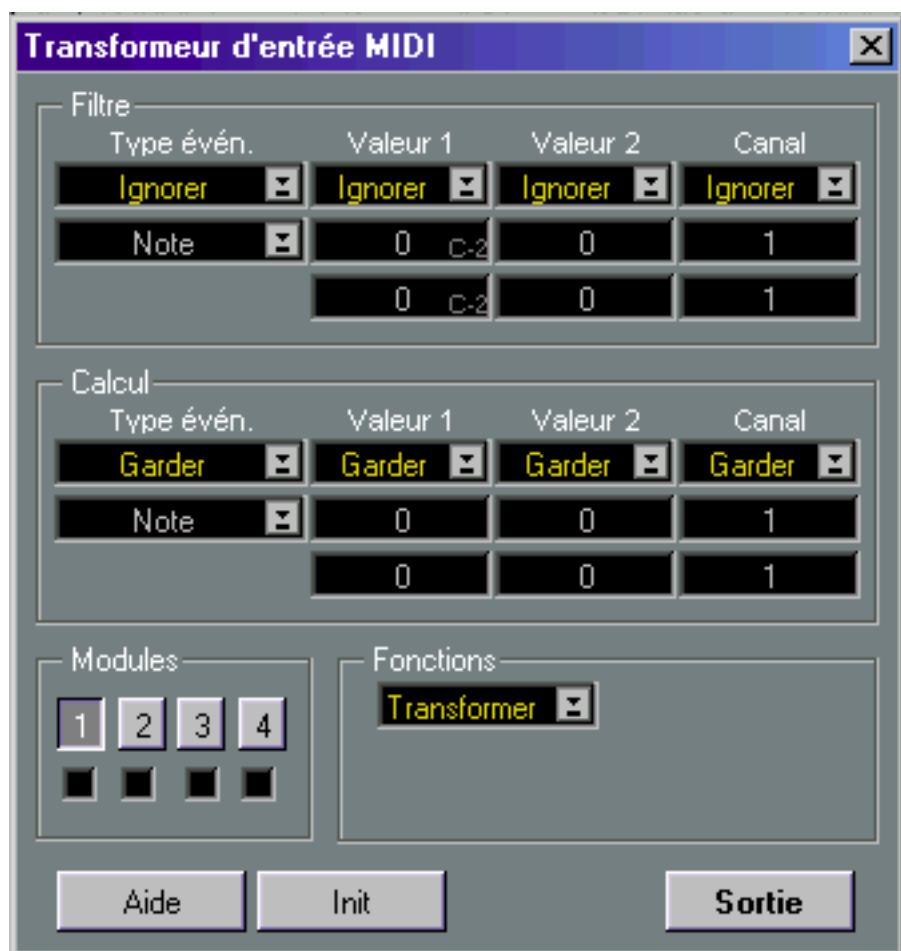 Transformeur d'entrée MIDI
Filtre
Type évén. Valeur 1 Valeur 2 Canal
Ignorer Ignorer Ignorer Ignorer
Note 0 C-2 0 1
0 C-2 0 1
Calcul
Type évén. Valeur 1 Valeur 2 Canal
Garder Garder Garder Garder
Note 0 0 1
0 0 1
Modules Fonctions
Transformer
1 2 3 4
Aide Init Sortie